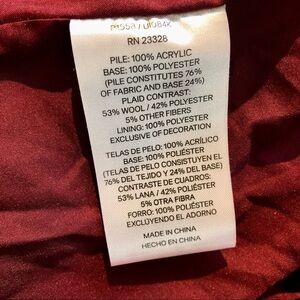 RN 23328
PILE: 100% ACRYLIC
BASE: 100% POLYESTER
(PILE CONSTITUTES 76%
OF FABRIC AND BASE 24%)
PLAID CONTRAST:
53% WOOL / 42% POLYESTER
5% OTHER FIBERS
LINING: 100% POLYESTER
EXCLUSIVE OF DECORATION
TELAS DE PELO: 100% ACRÍLICO
BASE: 100% POLIÉSTER
(TELAS DE PELO CONSTITUYEN EL
76% DEL TEJIDO Y 24% DEL BASE)
CONTRASTE DE CUADROS:
53% LANA / 42% POLIÉSTER
5% OTRA FIBRA
FORRO: 100% POLIÉSTER
EXCLUYENDO EL ADORNO
MADE IN CHINA
HECHO EN CHINA